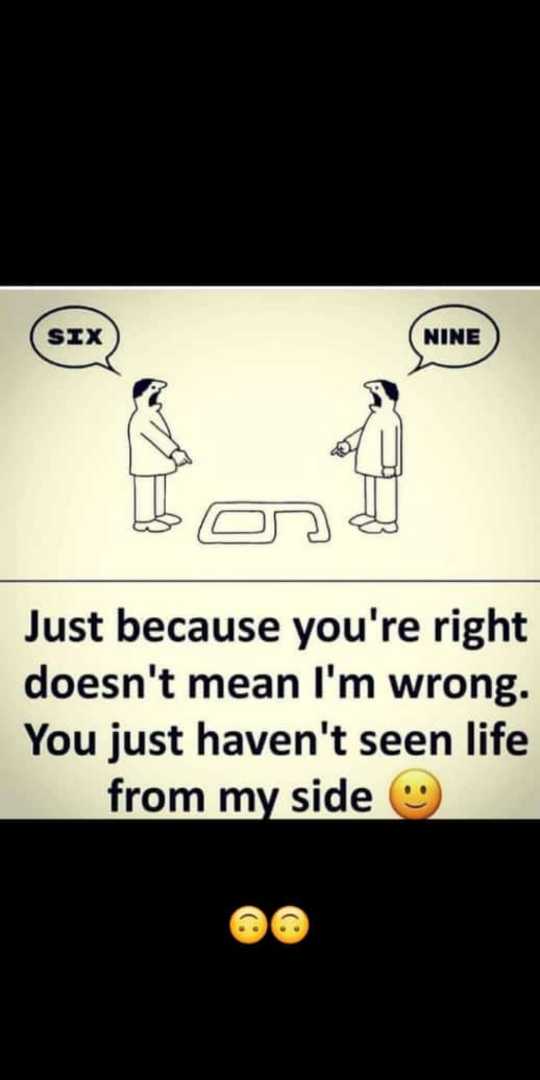 SIX
NINE
Just because you're right
doesn't mean I'm wrong.
You just haven't seen life
from my side 🙂
🙃🙃